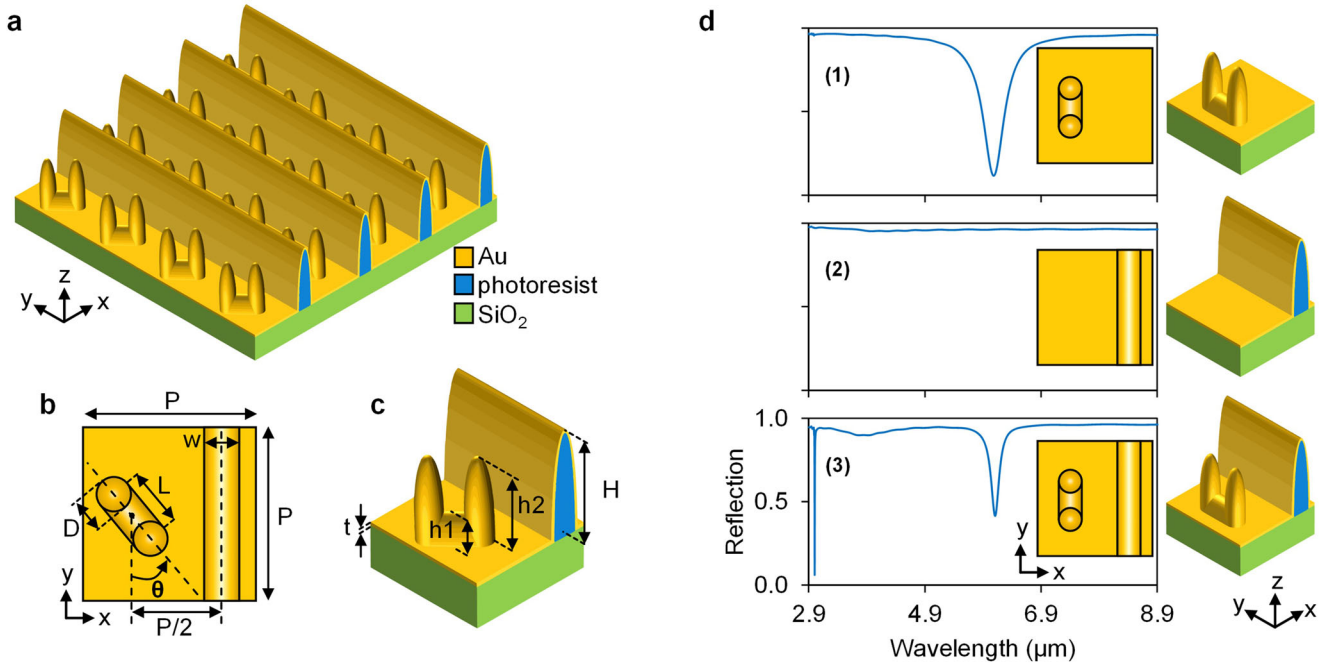 a
Au
photoresist
SiO₂
z
y
x
b
P
w
L
D
P
θ
y
x
P/2
c
H
h2
h1
t
d
(1)
(2)
1.0
(3)
Reflection
0.5
y
x
0.0
2.9 4.9 6.9 8.9
Wavelength (µm)
z
y
x